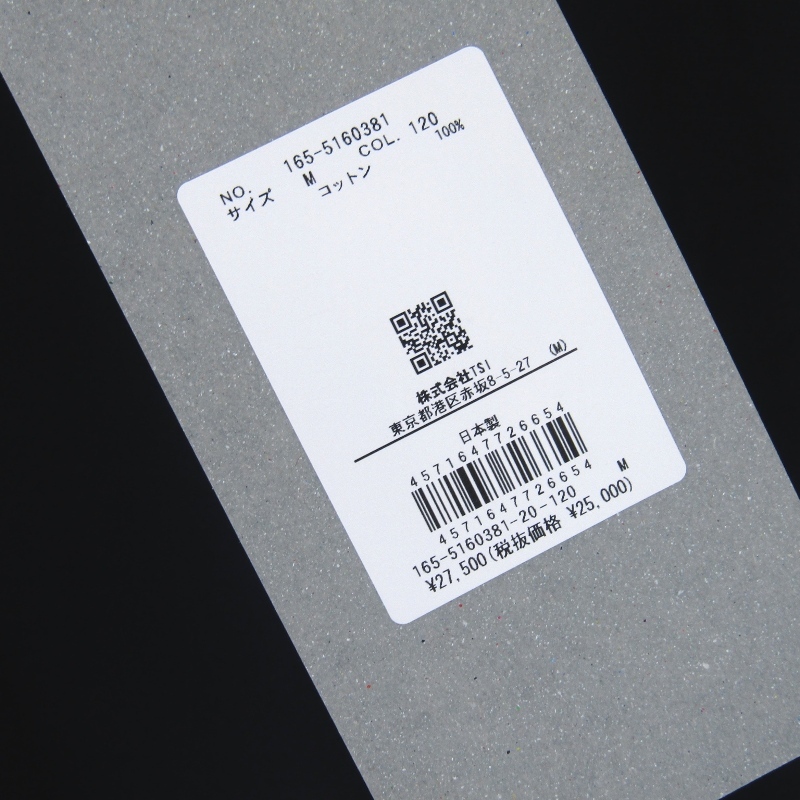 NO. 165-5160381
サイズ M COL. 120
コットン 100%
株式会社TSI
東京都港区赤坂8-5-27 (M)
日本製
4571647726654
4571647726654
165-5160381-20-120 M
¥27,500(税抜価格 ¥25,000)